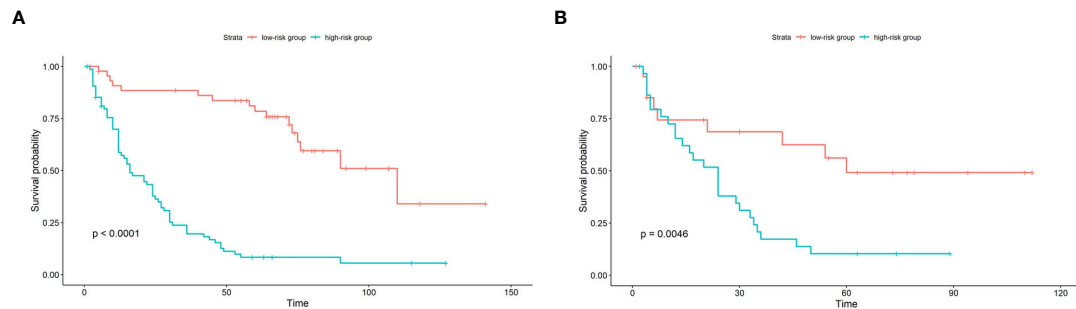 A
Strata low-risk group high-risk group
1.00
0.75
0.50
0.25
0.00
Survival probability
p < 0.0001
0 50 100 150
Time
B
Strata low-risk group high-risk group
1.00
0.75
0.50
0.25
0.00
Survival probability
p = 0.0046
0 30 60 90 120
Time